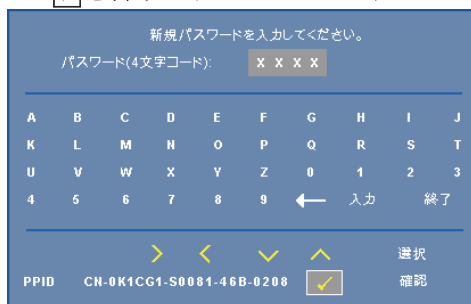 新規パスワードを入力してください。
パスワード(4文字コード): X X X X
A B C D E F G H I J
K L M N O P Q R S T
U V W X Y Z 0 1 2 3
4 5 6 7 8 9 ← 入力 終了
> < ﹀ ︿ 選択
PPID CN-0K1CG1-S0081-46B-0208 ✓ 確認